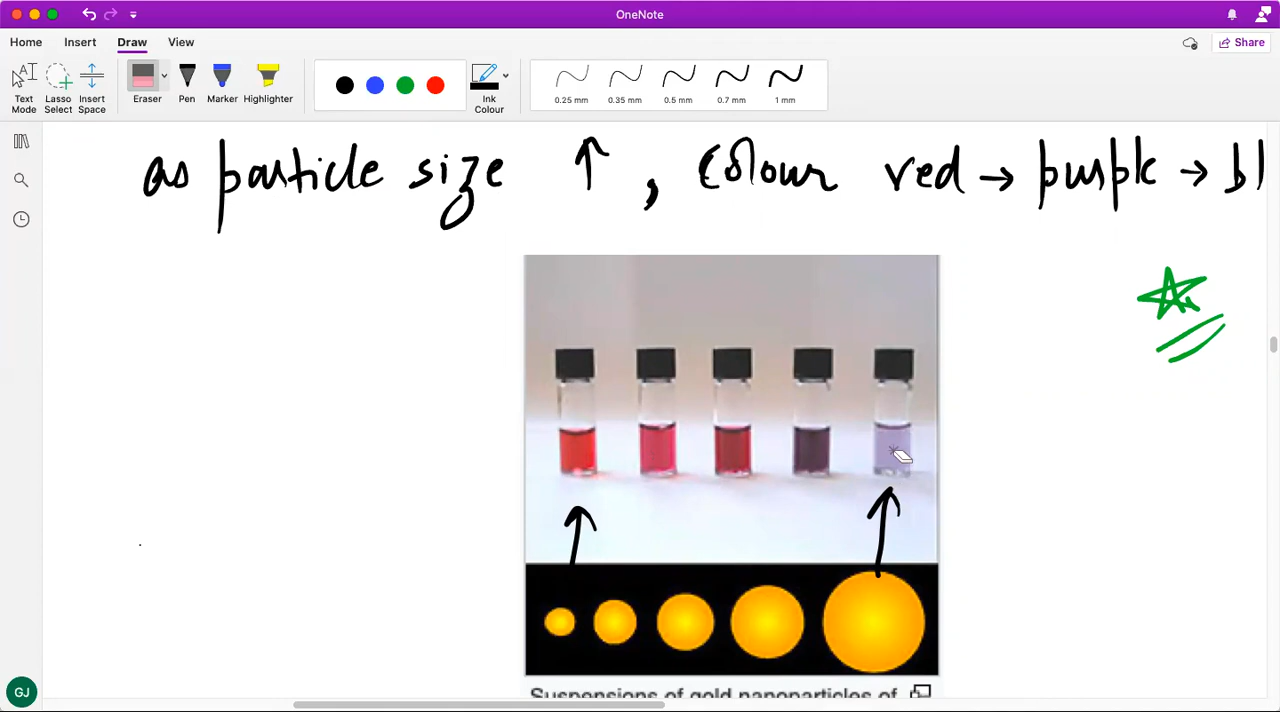 OneNote
Home Insert Draw View
Share
Text Mode
Lasso Select
Insert Space
Eraser
Pen
Marker
Highlighter
Ink Colour
0.25 mm 0.35 mm 0.5 mm 0.7 mm 1 mm
as particle size ↑ , Colour red → purple → bl
Suspensions of gold nanoparticles of
GJ